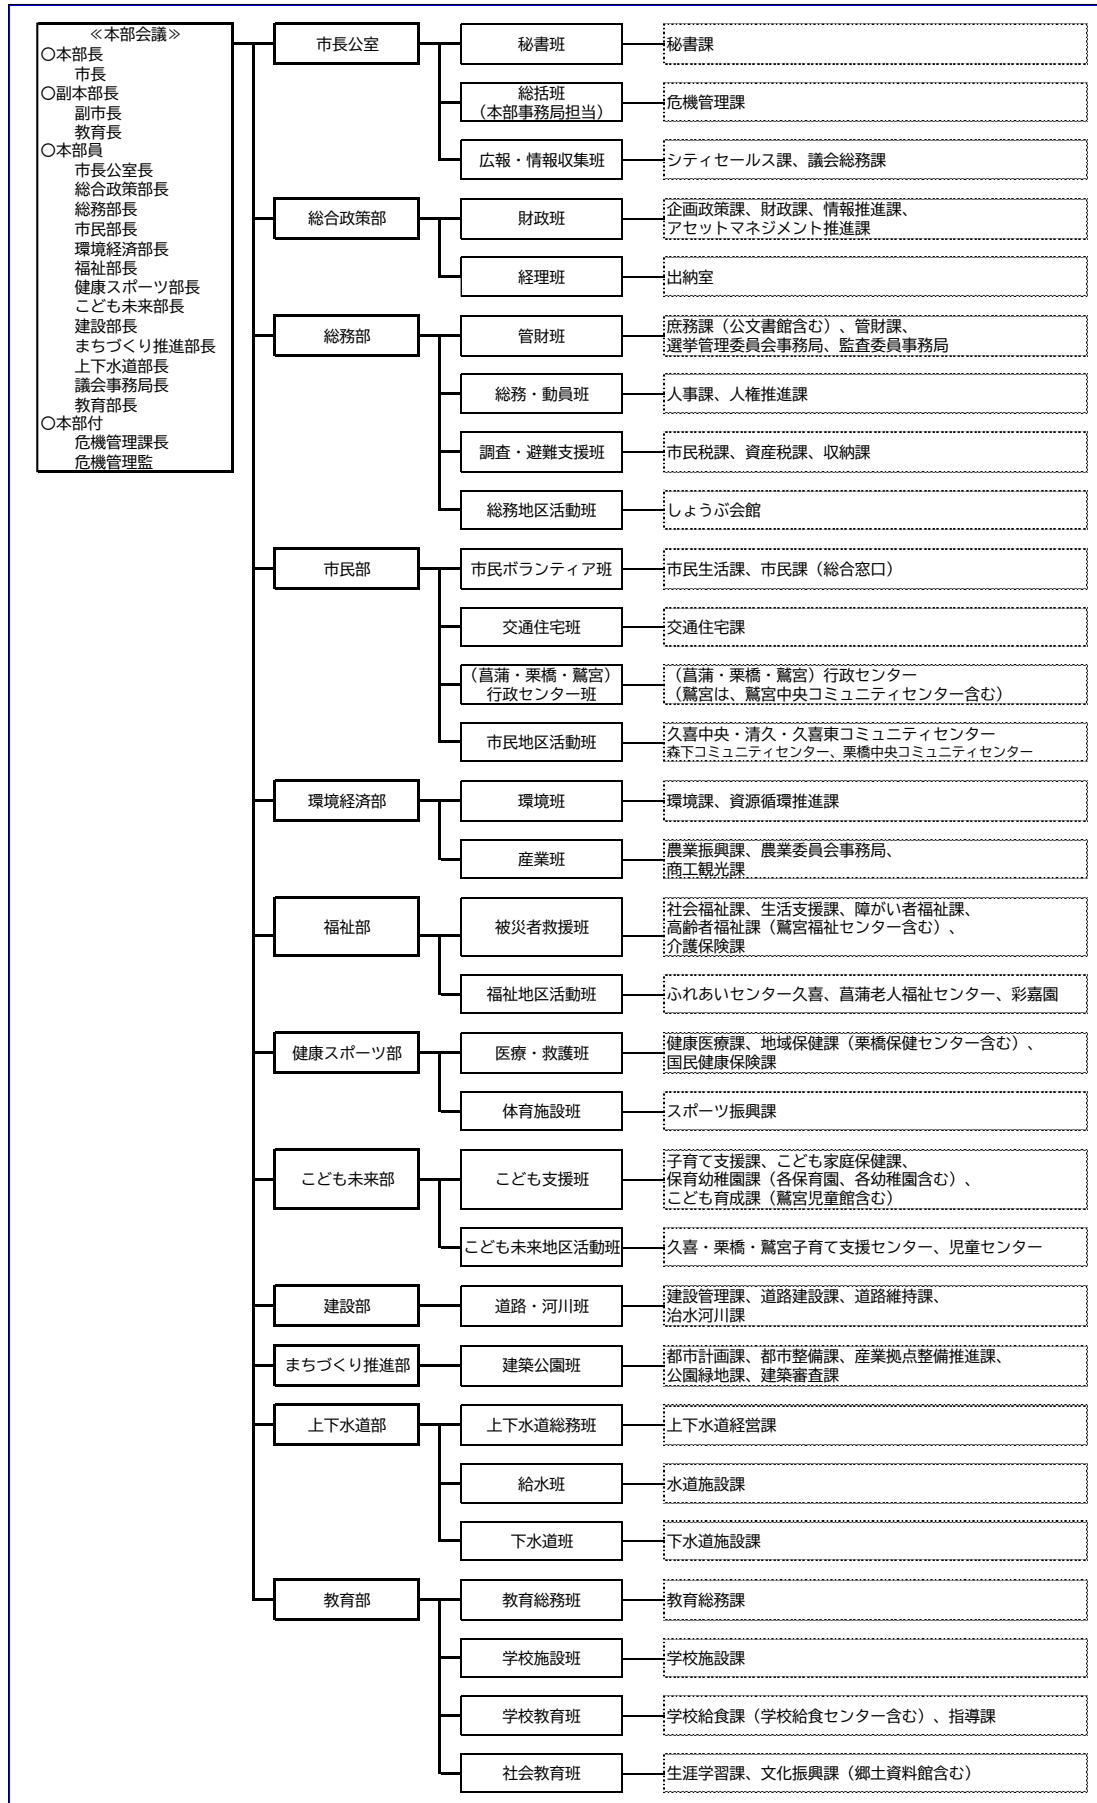 ≪本部会議≫
〇本部長
市長
〇副本部長
副市長
教育長
〇本部員
市長公室長
総合政策部長
総務部長
市民部長
環境経済部長
福祉部長
健康スポーツ部長
こども未来部長
建設部長
まちづくり推進部長
上下水道部長
議会事務局長
教育部長
〇本部付
危機管理課長
危機管理監
市長公室
秘書班
秘書課
総括班
（本部事務局担当）
危機管理課
広報・情報収集班
シティセールス課、議会総務課
総合政策部
財政班
企画政策課、財政課、情報推進課、
アセットマネジメント推進課
経理班
出納室
総務部
管財班
庶務課（公文書館含む）、管財課、
選挙管理委員会事務局、監査委員事務局
総務・動員班
人事課、人権推進課
調査・避難支援班
市民税課、資産税課、収納課
総務地区活動班
しょうぶ会館
市民部
市民ボランティア班
市民生活課、市民課（総合窓口）
交通住宅班
交通住宅課
（菖蒲・栗橋・鷲宮）
行政センター班
（菖蒲・栗橋・鷲宮）行政センター
（鷲宮は、鷲宮中央コミュニティセンター含む）
市民地区活動班
久喜中央・清久・久喜東コミュニティセンター
森下コミュニティセンター、栗橋中央コミュニティセンター
環境経済部
環境班
環境課、資源循環推進課
産業班
農業振興課、農業委員会事務局、
商工観光課
福祉部
被災者救援班
社会福祉課、生活支援課、障がい者福祉課、
高齢者福祉課（鷲宮福祉センター含む）、
介護保険課
福祉地区活動班
ふれあいセンター久喜、菖蒲老人福祉センター、彩嘉園
健康スポーツ部
医療・救護班
健康医療課、地域保健課（栗橋保健センター含む）、
国民健康保険課
体育施設班
スポーツ振興課
こども未来部
こども支援班
子育て支援課、こども家庭保健課、
保育幼稚園課（各保育園、各幼稚園含む）、
こども育成課（鷲宮児童館含む）
こども未来地区活動班
久喜・栗橋・鷲宮子育て支援センター、児童センター
建設部
道路・河川班
建設管理課、道路建設課、道路維持課、
治水河川課
まちづくり推進部
建築公園班
都市計画課、都市整備課、産業拠点整備推進課、
公園緑地課、建築審査課
上下水道部
上下水道総務班
上下水道経営課
給水班
水道施設課
下水道班
下水道施設課
教育部
教育総務班
教育総務課
学校施設班
学校施設課
学校教育班
学校給食課（学校給食センター含む）、指導課
社会教育班
生涯学習課、文化振興課（郷土資料館含む）